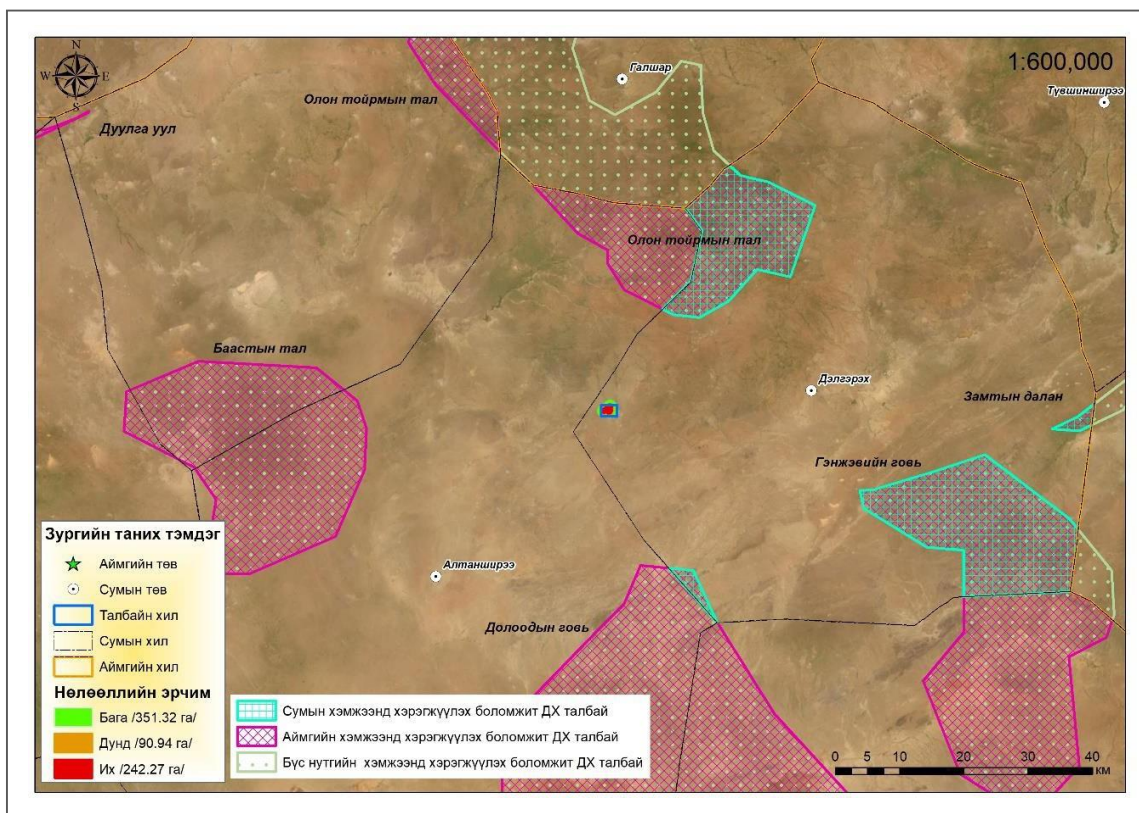 N
W E
S
1:600,000
Галшар
Түвшинширээ
Олон тойрмын тал
Дуулга уул
Олон тойрмын тал
Баастын тал
Дэлгэрэх
Замтын далан
Гэнжэвийн говь
Алтанширээ
Долоодын говь
Зургийн таних тэмдэг
Аймгийн төв
Сумын төв
Талбайн хил
Сумын хил
Аймгийн хил
Нөлөөллийн эрчим
Бага /351.32 га/
Дунд /90.94 га/
Их /242.27 га/
Сумын хэмжээнд хэрэгжүүлэх боломжит ДХ талбай
Аймгийн хэмжээнд хэрэгжүүлэх боломжит ДХ талбай
Бүс нутгийн хэмжээнд хэрэгжүүлэх боломжит ДХ талбай
0 5 10 20 30 40
км